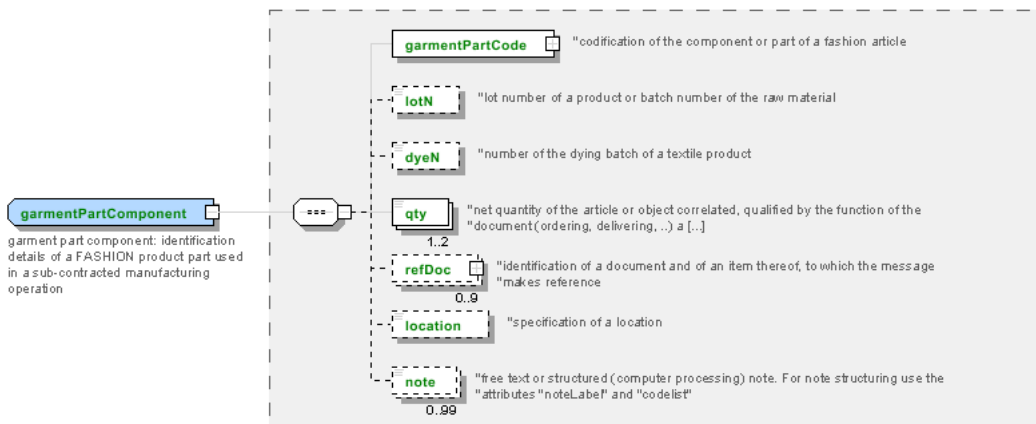 garmentPartCode
"codification of the component or part of a fashion article
lotN
"lot number of a product or batch number of the raw material
dyeN
"number of the dying batch of a textile product
garmentPartComponent
garment part component: identification
details of a FASHION product part used
in a sub-contracted manufacturing
operation
qty
"net quantity of the article or object correlated, qualified by the function of the
"document (ordering, delivering, ..) a [...]
1..2
refDoc
"identification of a document and of an item thereof, to which the message
"makes reference
0..9
location
"specification of a location
note
"free text or structured (computer processing) note. For note structuring use the
"attributes "noteLabel" and "codelist"
0..99